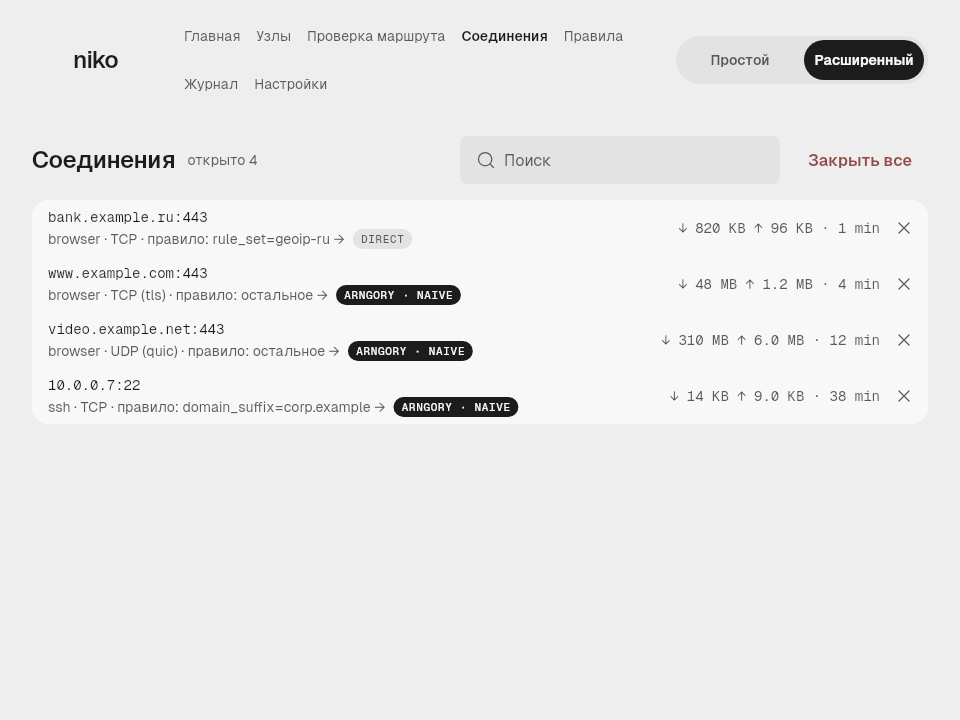 niko
Главная Узлы Проверка маршрута Соединения Правила
Журнал Настройки
Простой Расширенный
Соединения открыто 4
Поиск
Закрыть все
bank.example.ru:443
browser · TCP · правило: rule_set=geoip-ru → DIRECT
↓ 820 KB ↑ 96 KB · 1 min
www.example.com:443
browser · TCP (tls) · правило: остальное → ARNGORY · NAIVE
↓ 48 MB ↑ 1.2 MB · 4 min
video.example.net:443
browser · UDP (quic) · правило: остальное → ARNGORY · NAIVE
↓ 310 MB ↑ 6.0 MB · 12 min
10.0.0.7:22
ssh · TCP · правило: domain_suffix=corp.example → ARNGORY · NAIVE
↓ 14 KB ↑ 9.0 KB · 38 min